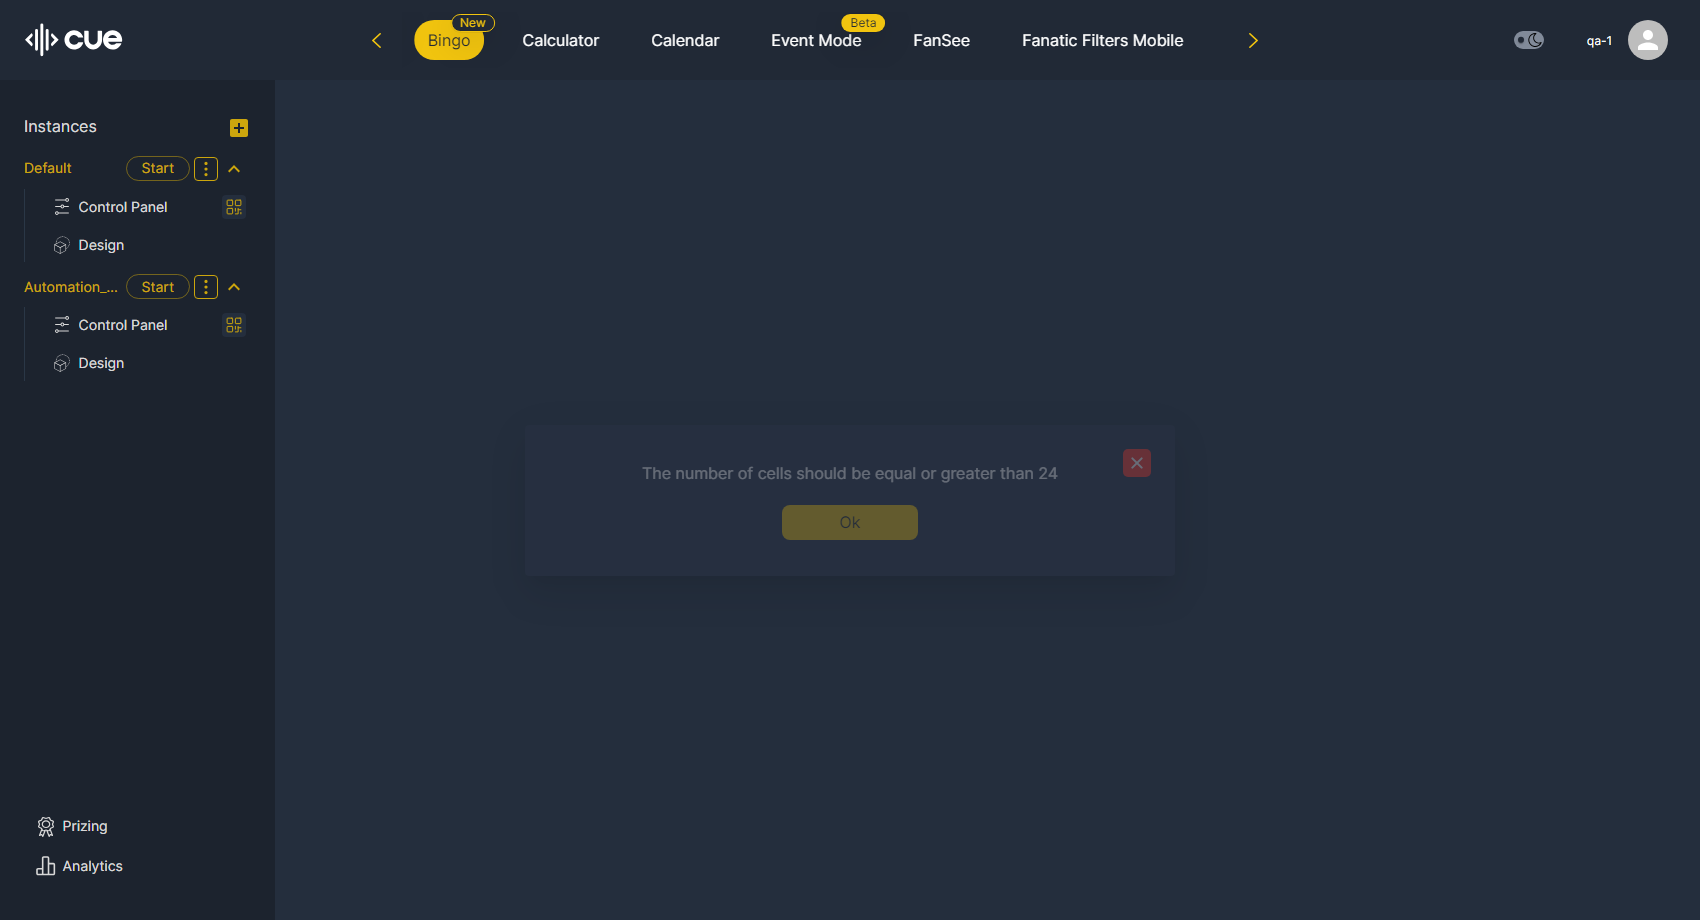 cue
Bingo
New
Calculator
Calendar
Event Mode
Beta
FanSee
Fanatic Filters Mobile
qa-1
Instances
Default
Start
Control Panel
Design
Automation_...
Start
Control Panel
Design
The number of cells should be equal or greater than 24
Ok
Prizing
Analytics